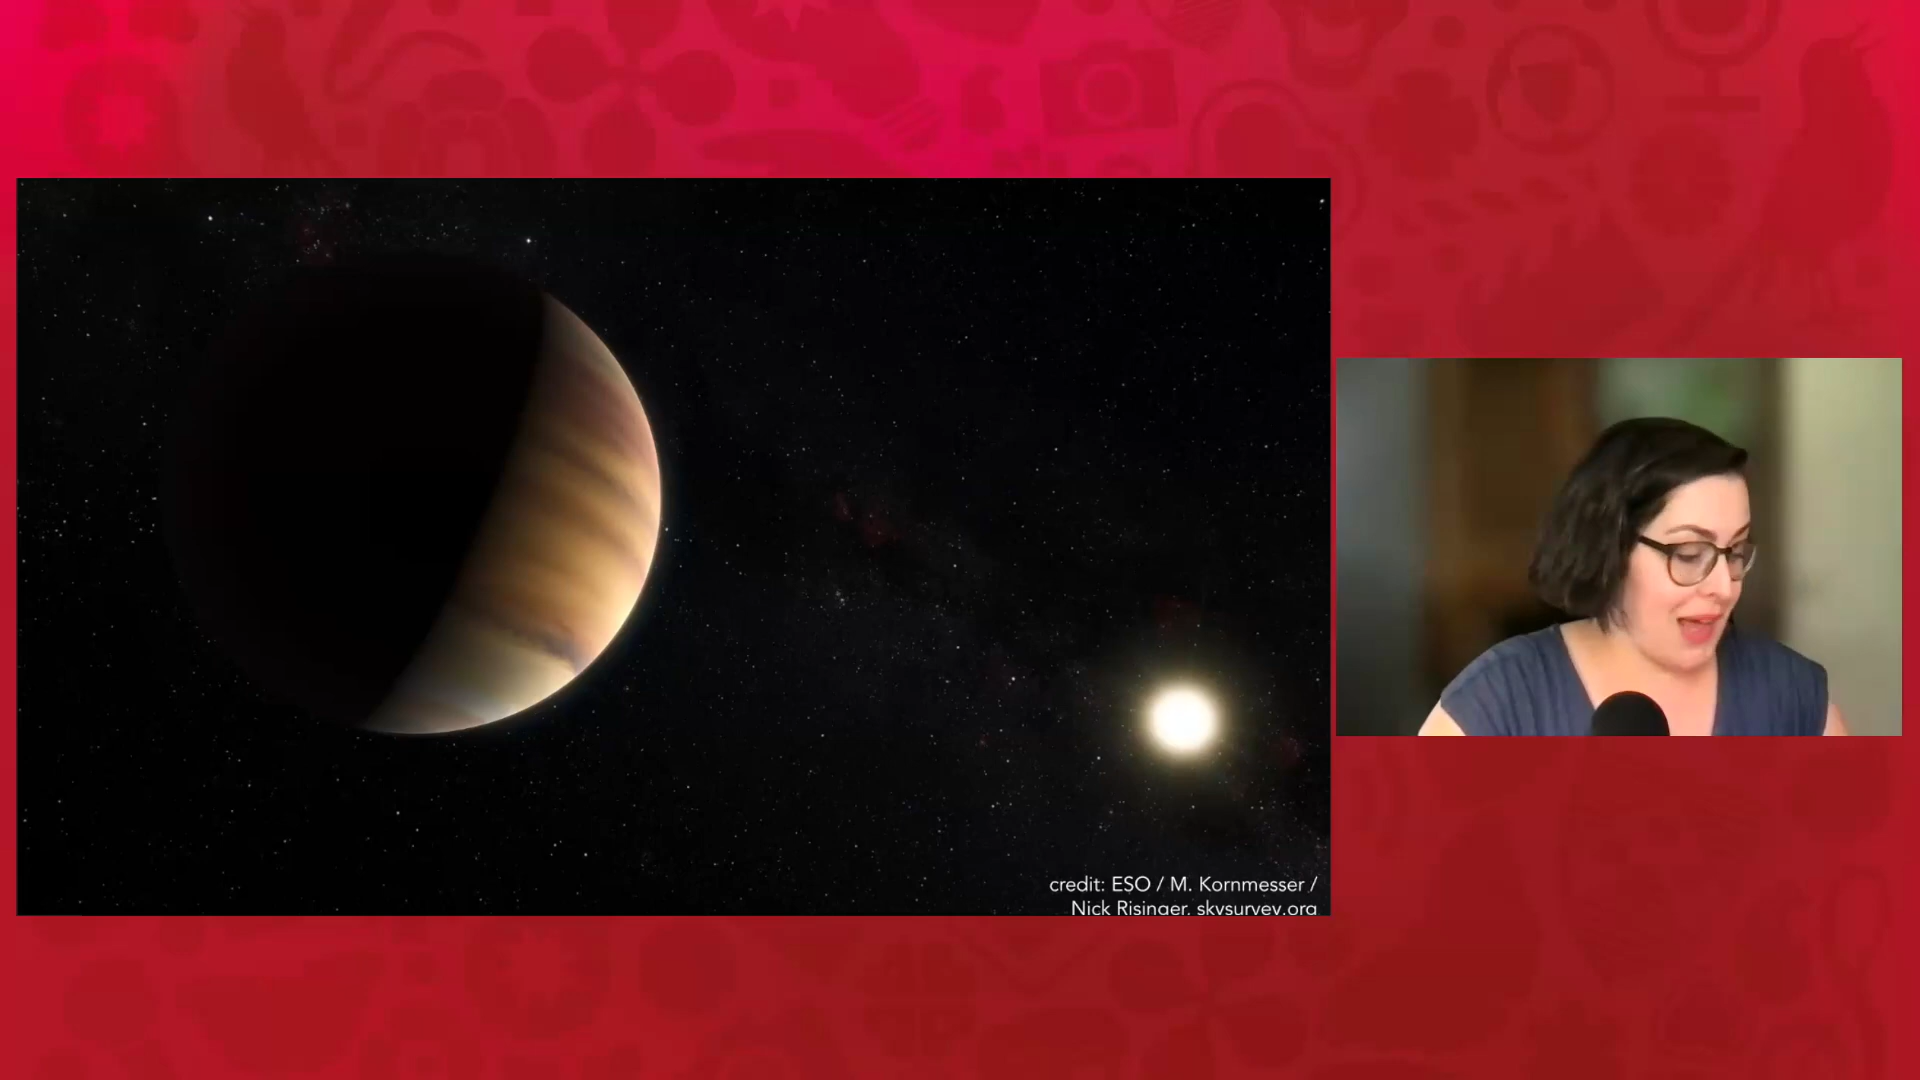 credit: ESO / M. Kornmesser /
Nick Risinger, skysurvey.org